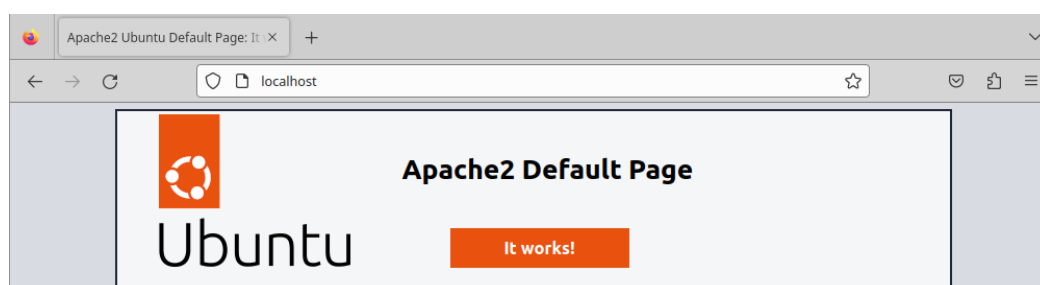 Apache2 Ubuntu Default Page: It
localhost
Apache2 Default Page
Ubuntu
It works!